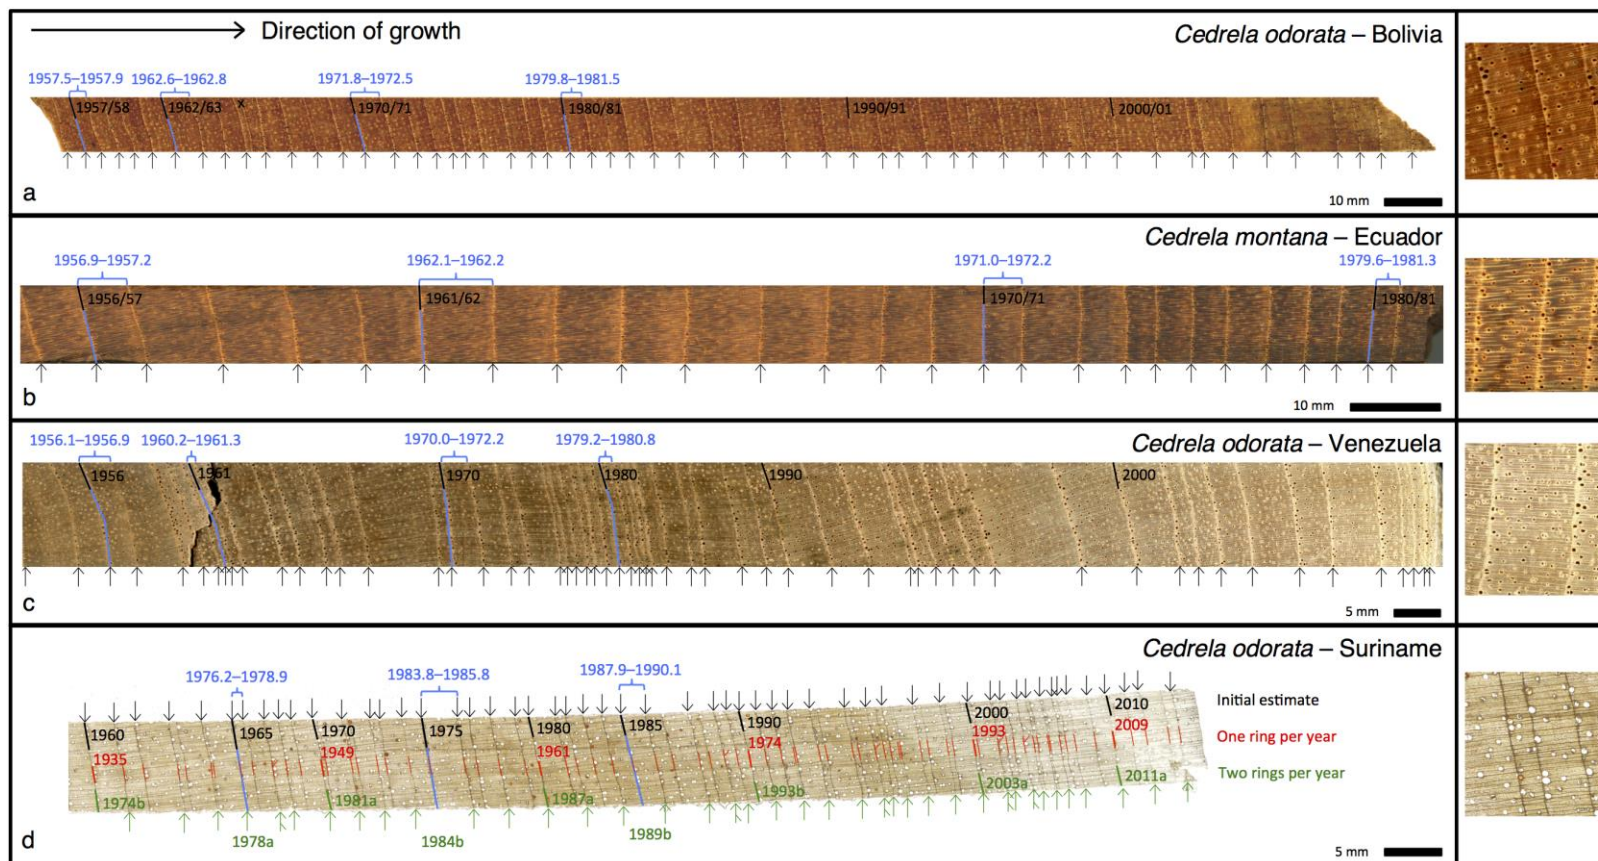 Direction of growth
Cedrela odorata – Bolivia
1957.5–1957.9 1962.6–1962.8 1971.8–1972.5 1979.8–1981.5
1957/58 1962/63 x 1970/71 1980/81 1990/91 2000/01
a
10 mm
Cedrela montana – Ecuador
1956.9–1957.2 1962.1–1962.2 1971.0–1972.2 1979.6–1981.3
1956/57 1961/62 1970/71 1980/81
b
10 mm
Cedrela odorata – Venezuela
1956.1–1956.9 1960.2–1961.3 1970.0–1972.2 1979.2–1980.8
1956 1961 1970 1980 1990 2000
c
5 mm
Cedrela odorata – Suriname
1976.2–1978.9 1983.8–1985.8 1987.9–1990.1
Initial estimate
1960 1965 1970 1975 1980 1985 1990 2000 2010
One ring per year
1935 1949 1961 1974 1993 2009
Two rings per year
1974b 1981a 1987a 1993b 2003a 2011a
1978a 1984b 1989b
d
5 mm